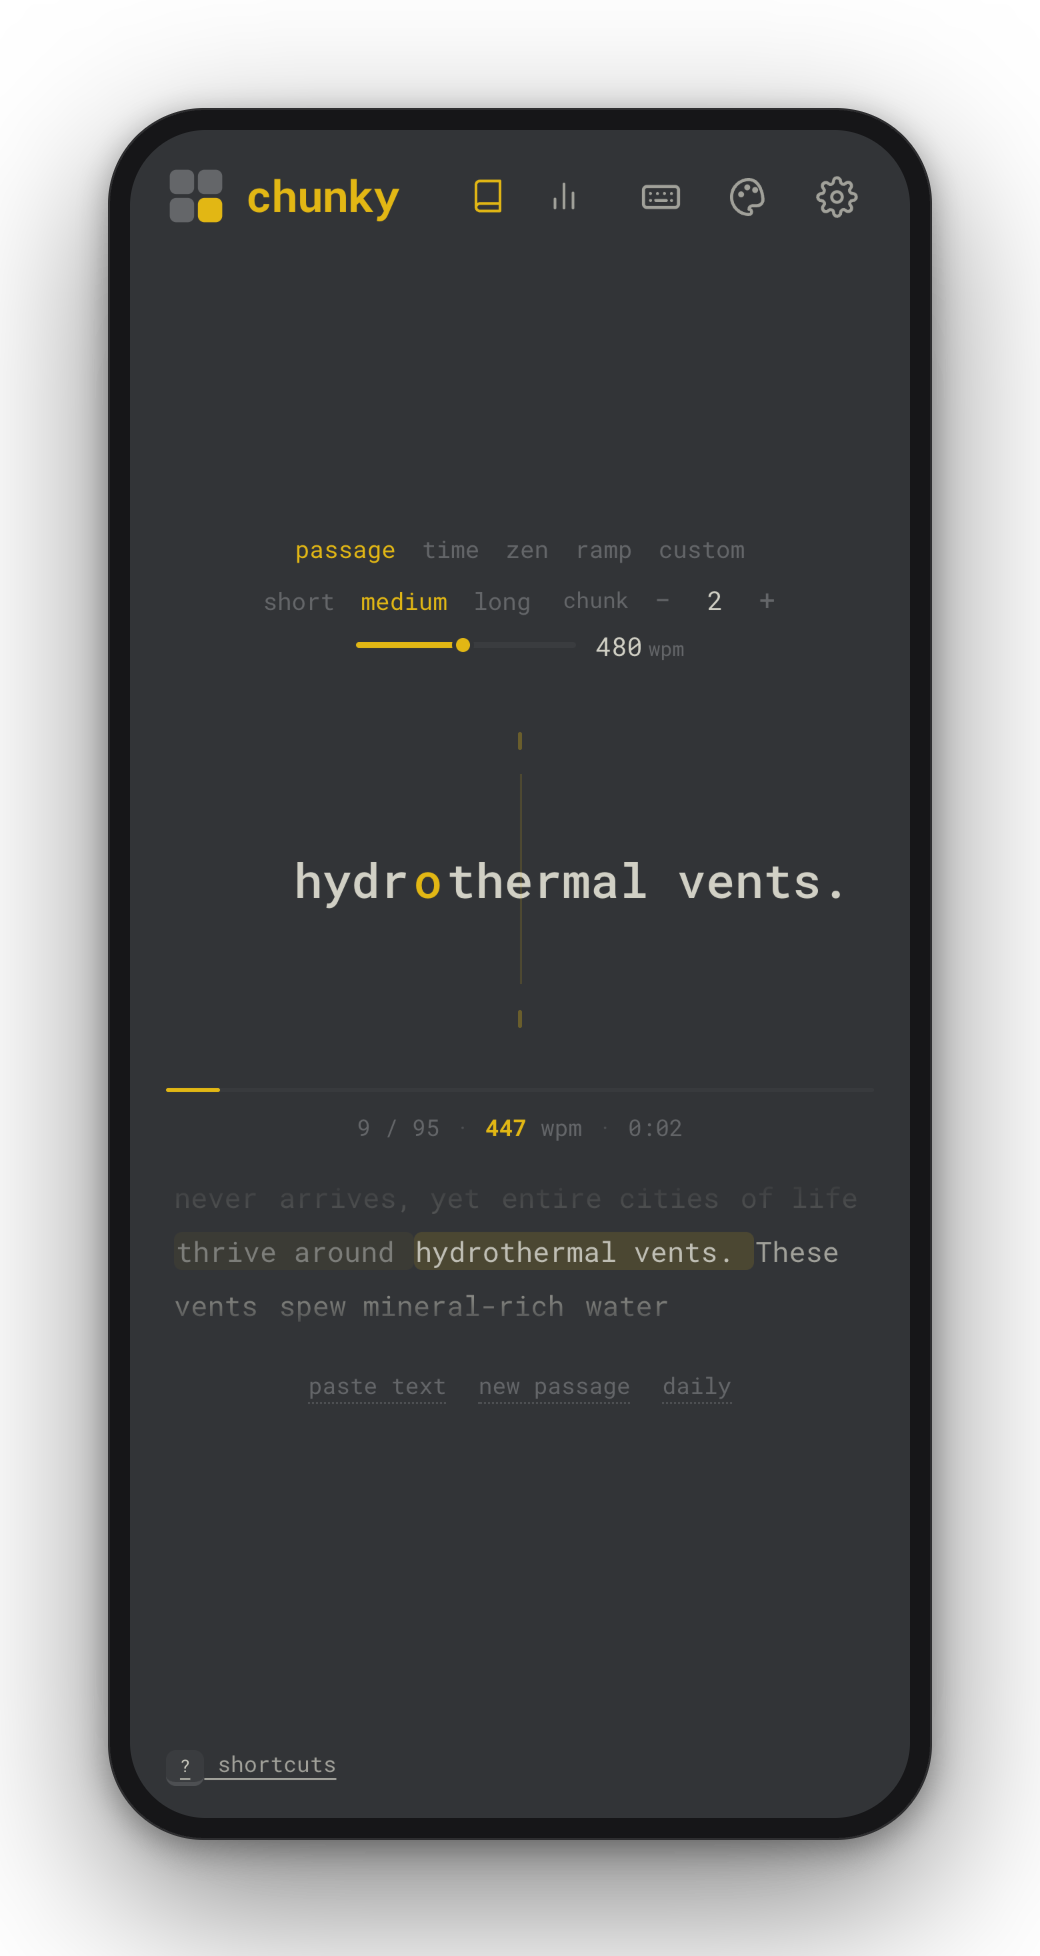 chunky
passage time zen ramp custom
short medium long chunk − 2 +
480 wpm
hydrothermal vents.
9 / 95 · 447 wpm · 0:02
never arrives, yet entire cities of life
thrive around hydrothermal vents. These
vents spew mineral-rich water
paste text new passage daily
? shortcuts